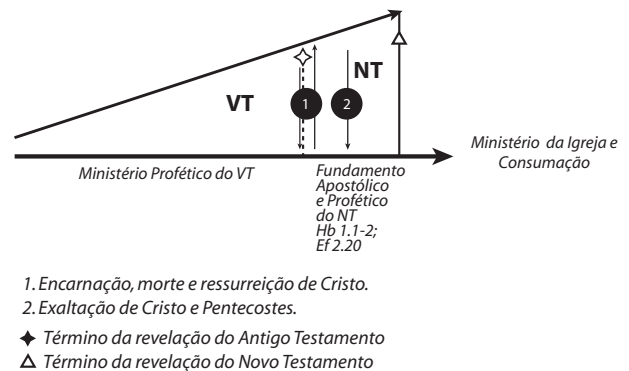 VT
NT
1
2
Ministério da Igreja e
Consumação
Ministério Profético do VT
Fundamento
Apostólico
e Profético
do NT
Hb 1.1-2;
Ef 2.20
1. Encarnação, morte e ressurreição de Cristo.
2. Exaltação de Cristo e Pentecostes.
Término da revelação do Antigo Testamento
Término da revelação do Novo Testamento